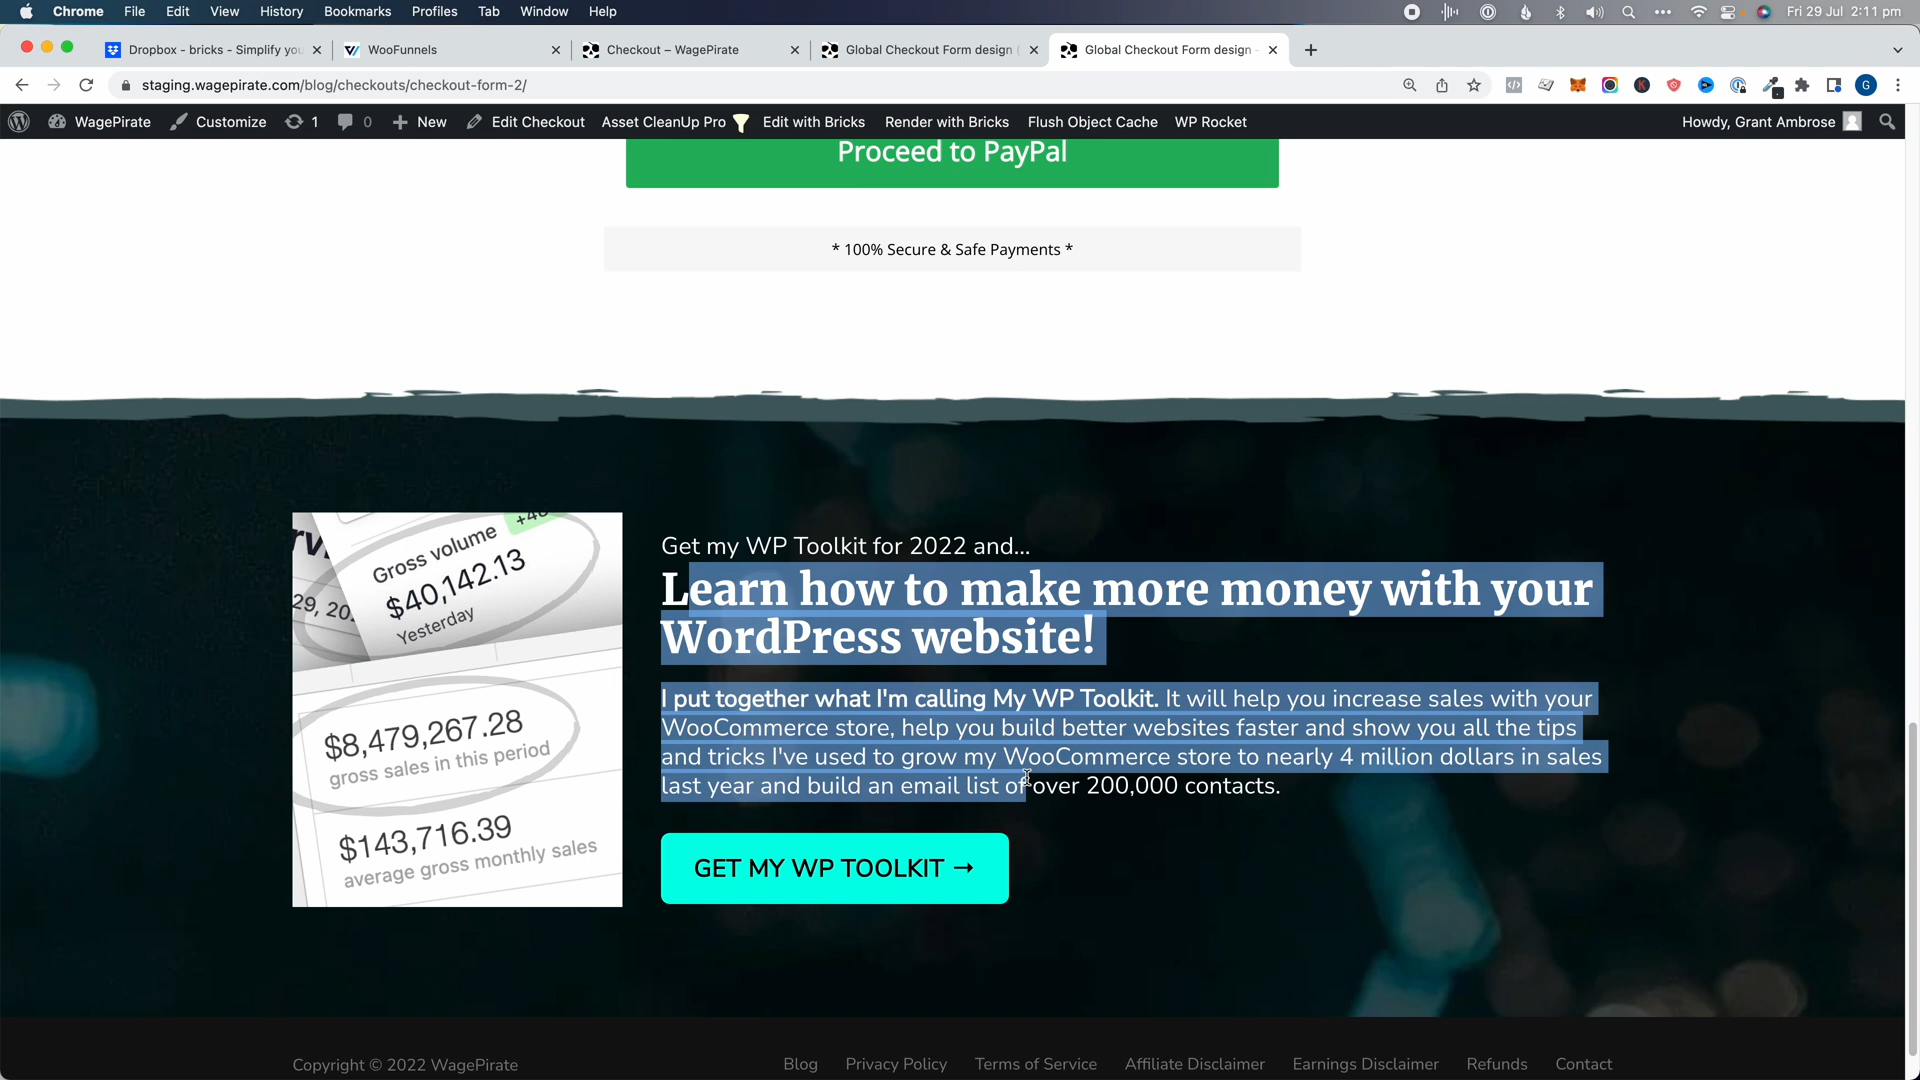 Chrome File Edit View History Bookmarks Profiles Tab Window Help Fri 29 Jul 2:11 pm
Dropbox - bricks - Simplify you
WooFunnels
Checkout – WagePirate
Global Checkout Form design
Global Checkout Form design
staging.wagepirate.com/blog/checkouts/checkout-form-2/
WagePirate Customize 1 0 New Edit Checkout Asset CleanUp Pro Edit with Bricks Render with Bricks Flush Object Cache WP Rocket Howdy, Grant Ambrose
Proceed to PayPal
* 100% Secure & Safe Payments *
Gross volume
$40,142.13
Yesterday
$8,479,267.28
gross sales in this period
$143,716.39
average gross monthly sales
Get my WP Toolkit for 2022 and...
Learn how to make more money with your
WordPress website!
I put together what I'm calling My WP Toolkit. It will help you increase sales with your
WooCommerce store, help you build better websites faster and show you all the tips
and tricks I've used to grow my WooCommerce store to nearly 4 million dollars in sales
last year and build an email list of over 200,000 contacts.
GET MY WP TOOLKIT →
Copyright © 2022 WagePirate
Blog Privacy Policy Terms of Service Affiliate Disclaimer Earnings Disclaimer Refunds Contact